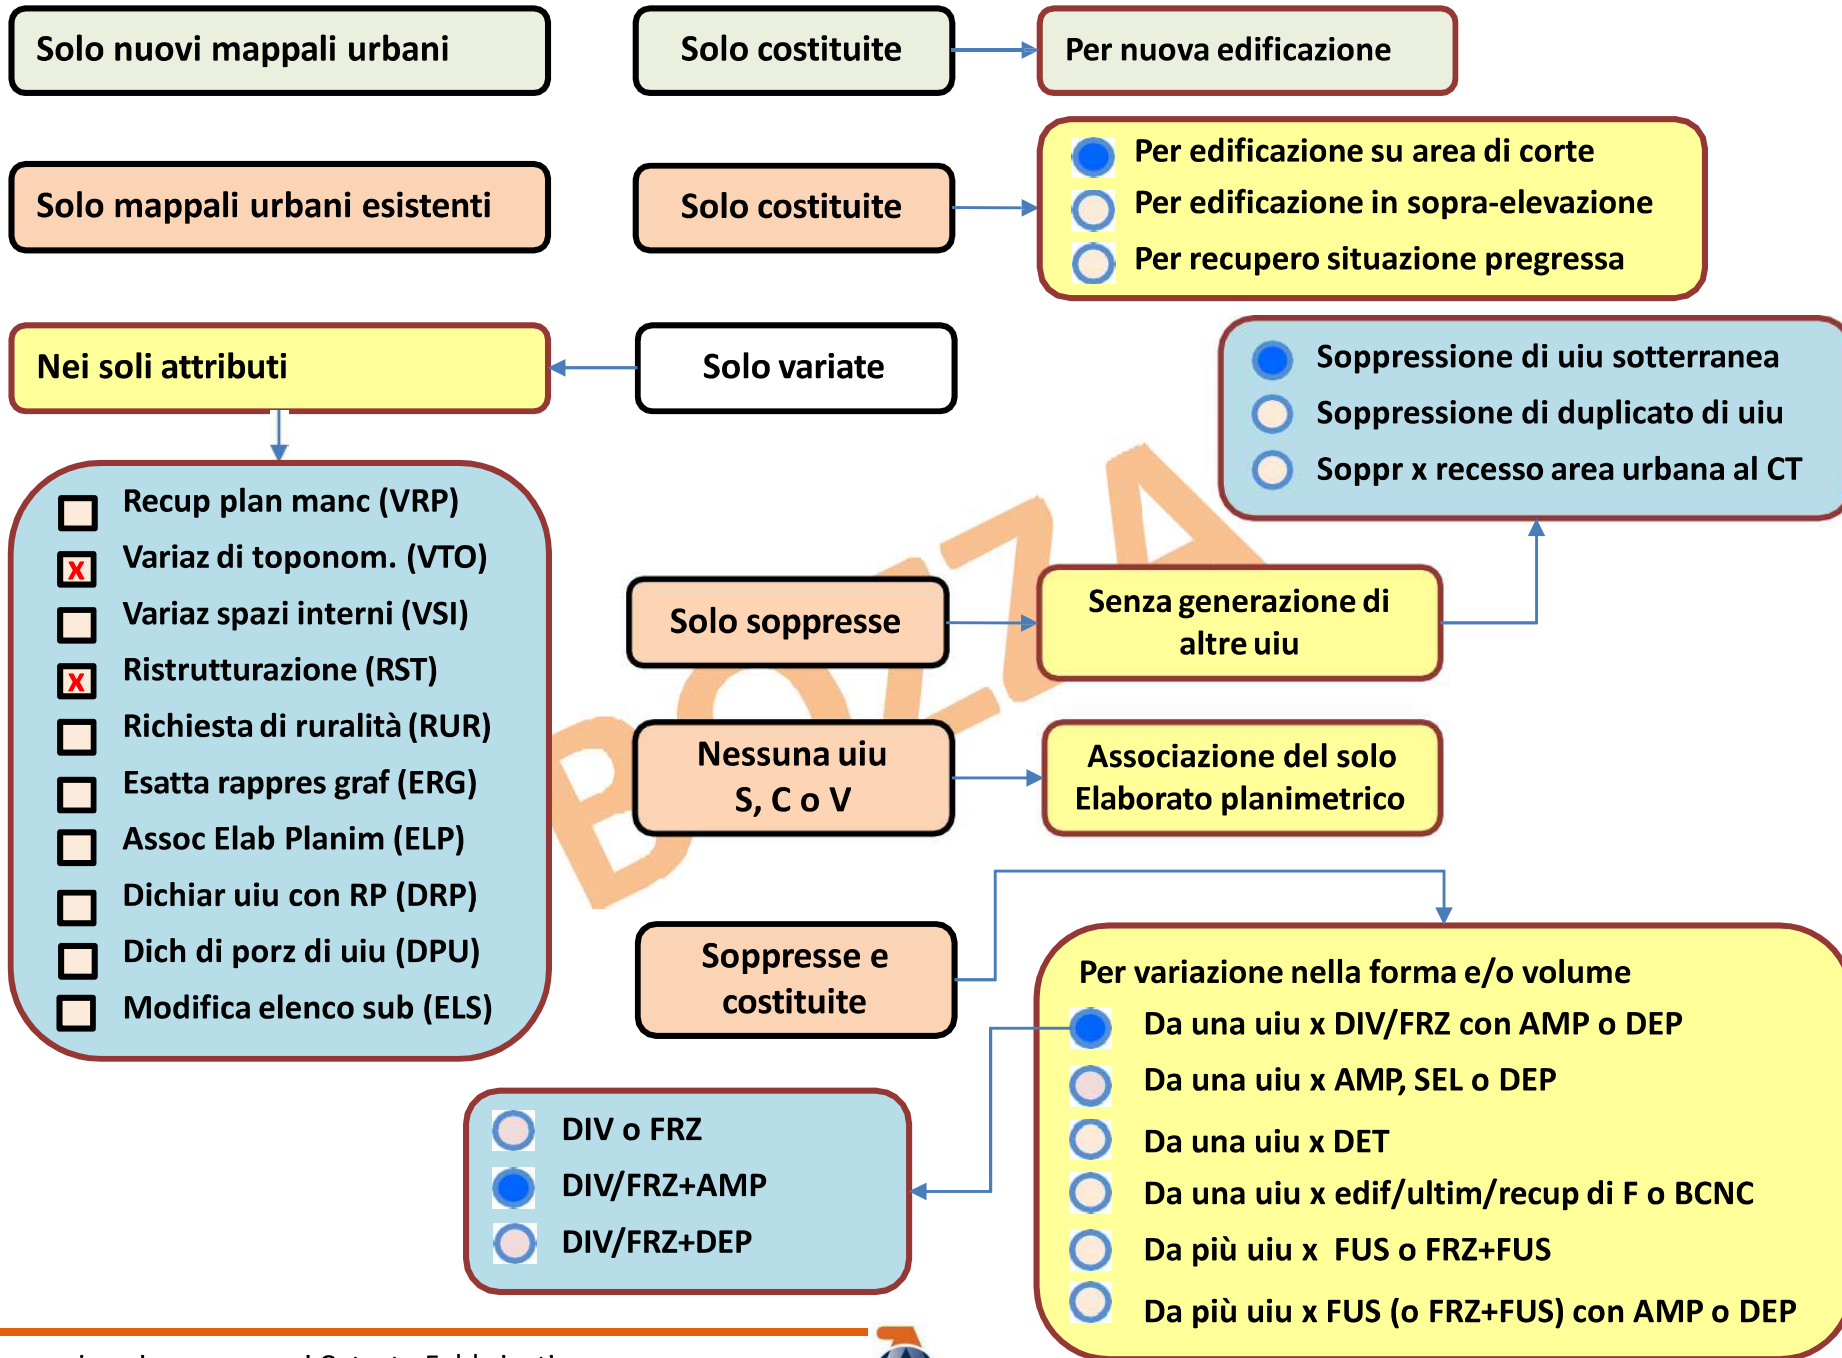 Solo nuovi mappali urbani
Solo costituite
Per nuova edificazione
Solo mappali urbani esistenti
Solo costituite
Per edificazione su area di corte
Per edificazione in sopra-elevazione
Per recupero situazione pregressa
Nei soli attributi
Solo variate
Soppressione di uiu sotterranea
Soppressione di duplicato di uiu
Soppr x recesso area urbana al CT
Recup plan manc (VRP)
X Variaz di toponom. (VTO)
Variaz spazi interni (VSI)
X Ristrutturazione (RST)
Richiesta di ruralità (RUR)
Esatta rappres graf (ERG)
Assoc Elab Planim (ELP)
Dichiar uiu con RP (DRP)
Dich di porz di uiu (DPU)
Modifica elenco sub (ELS)
BOZZA
Solo soppresse
Senza generazione di
altre uiu
Nessuna uiu
S, C o V
Associazione del solo
Elaborato planimetrico
Soppresse e
costituite
Per variazione nella forma e/o volume
Da una uiu x DIV/FRZ con AMP o DEP
Da una uiu x AMP, SEL o DEP
Da una uiu x DET
Da una uiu x edif/ultim/recup di F o BCNC
Da più uiu x FUS o FRZ+FUS
Da più uiu x FUS (o FRZ+FUS) con AMP o DEP
DIV o FRZ
DIV/FRZ+AMP
DIV/FRZ+DEP